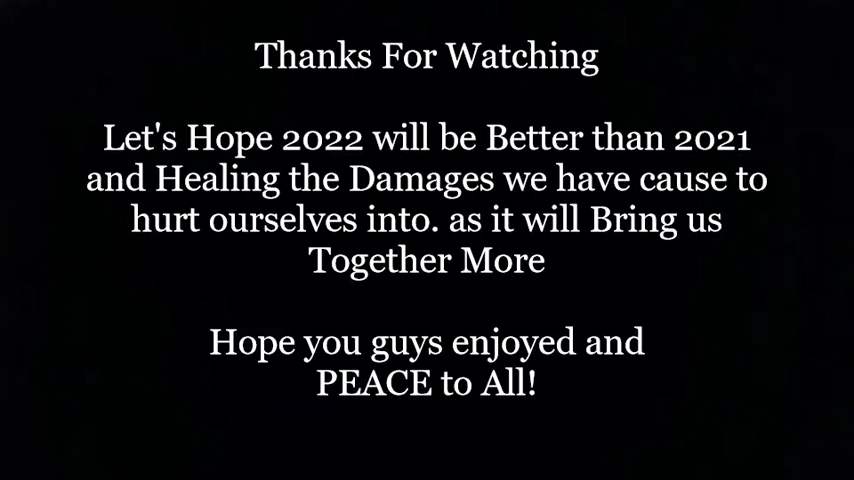 Thanks For Watching
Let's Hope 2022 will be Better than 2021
and Healing the Damages we have cause to
hurt ourselves into. as it will Bring us
Together More
Hope you guys enjoyed and
PEACE to All!